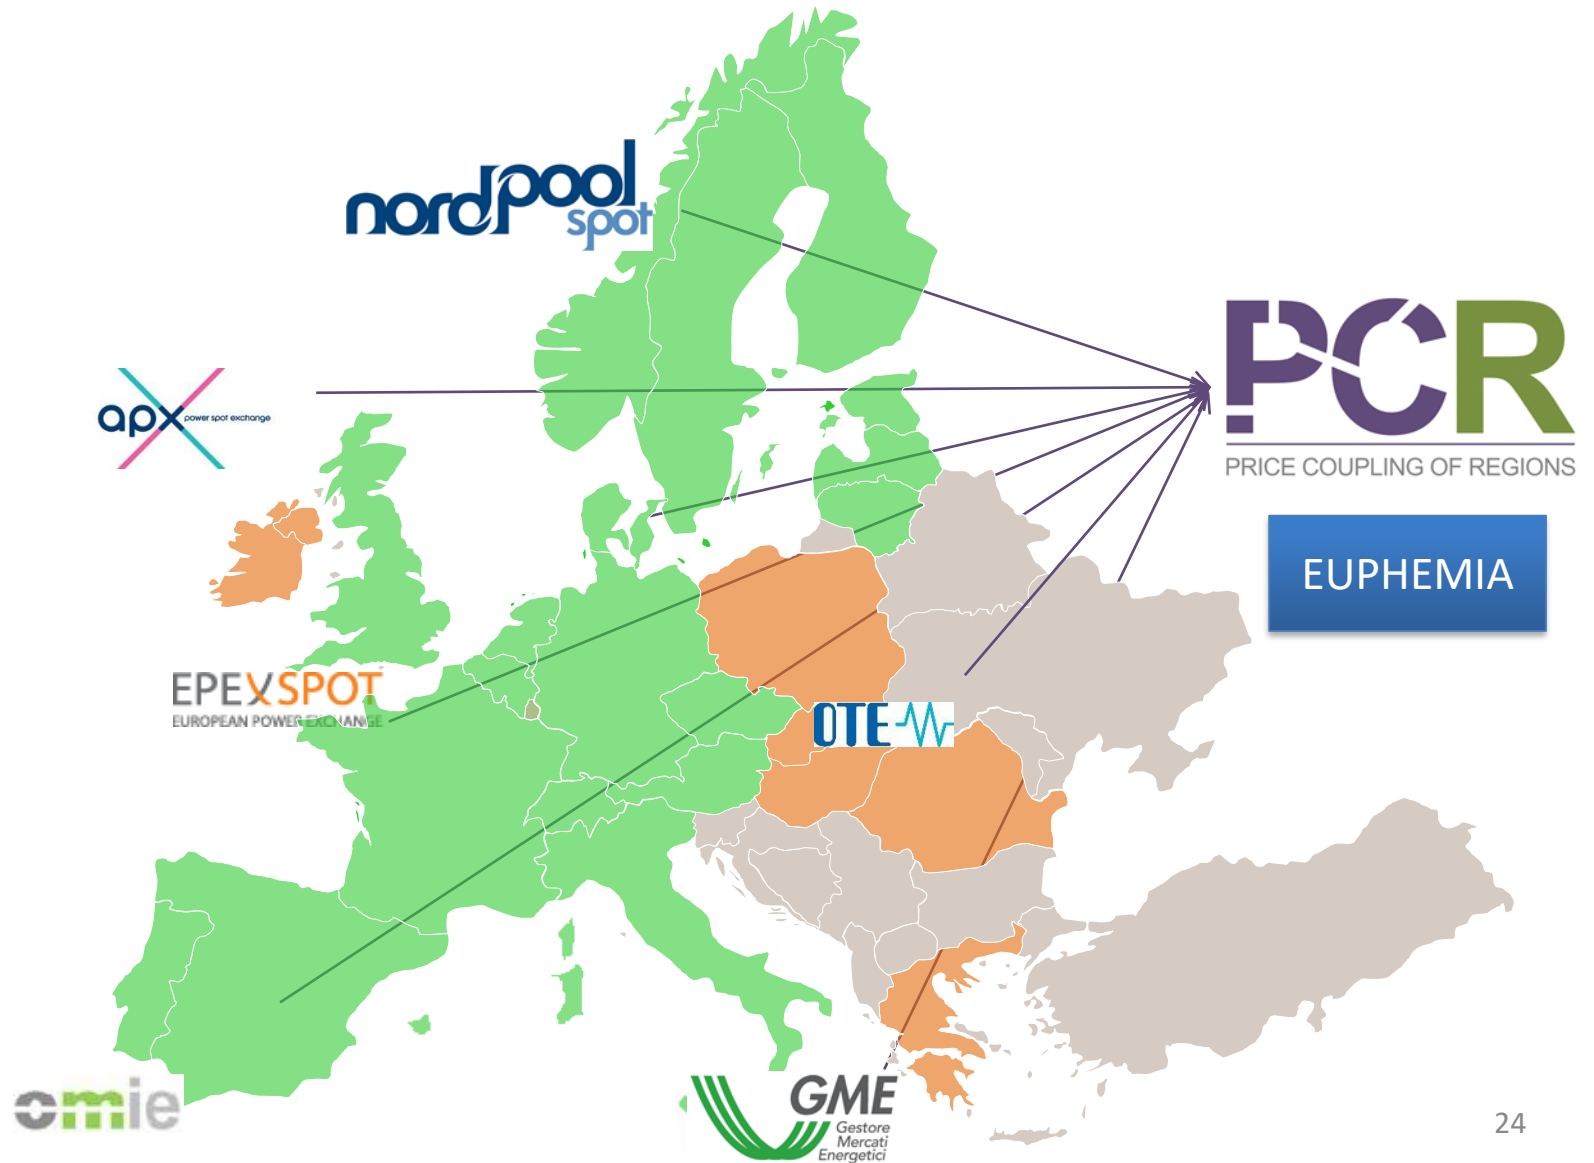 nordpool
spot
PCR
PRICE COUPLING OF REGIONS
apx power spot exchange
EUPHEMIA
EPEXSPOT
EUROPEAN POWER EXCHANGE
OTE
omie
GME
Gestore
Mercati
Energetici
24